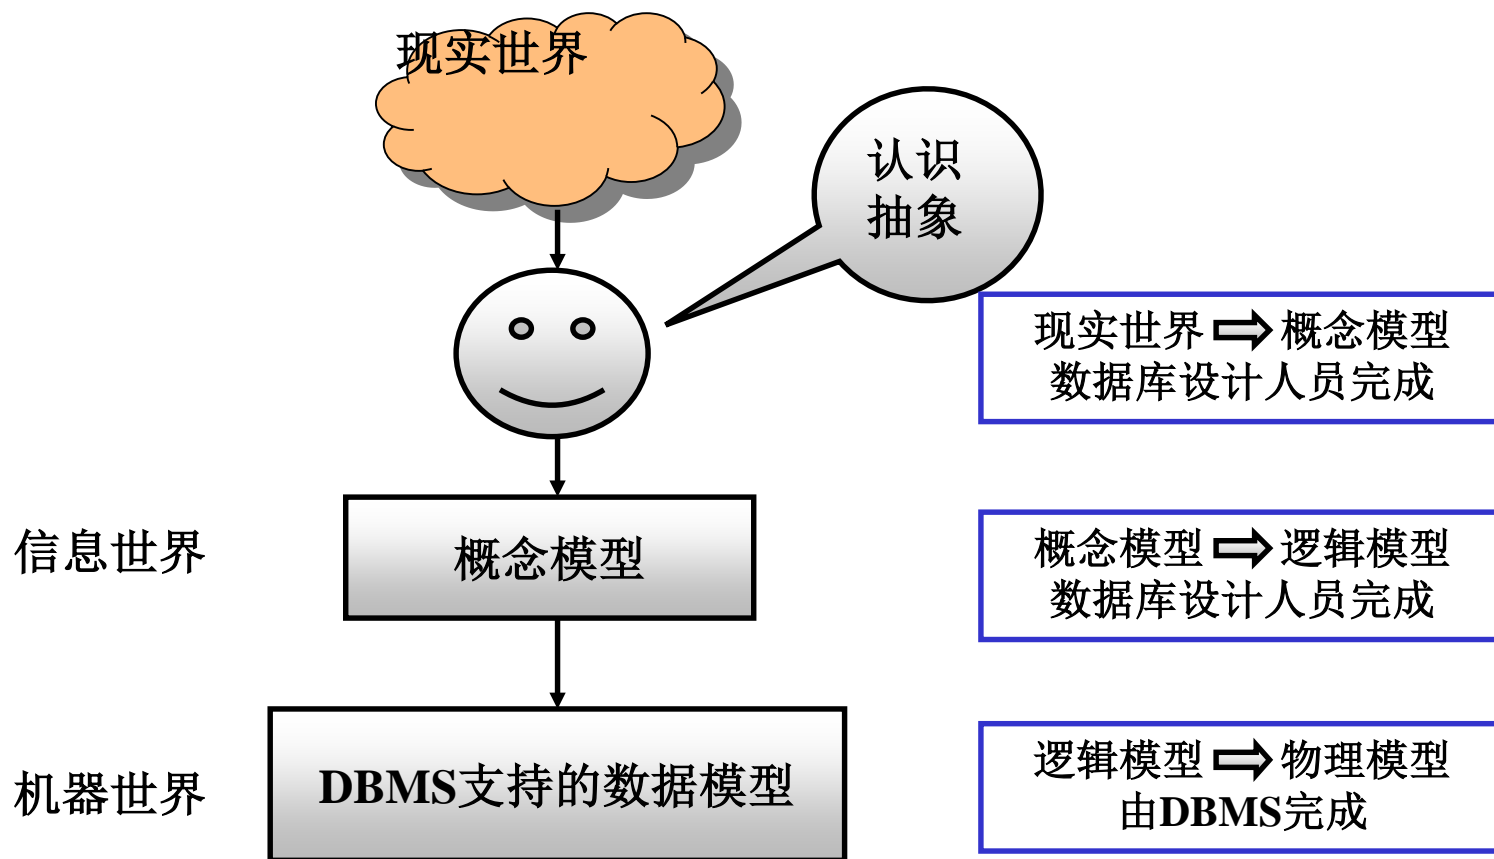 现实世界
认识
抽象
现实世界 概念模型
数据库设计人员完成
信息世界
概念模型
概念模型 逻辑模型
数据库设计人员完成
机器世界
DBMS支持的数据模型
逻辑模型 物理模型
由DBMS完成